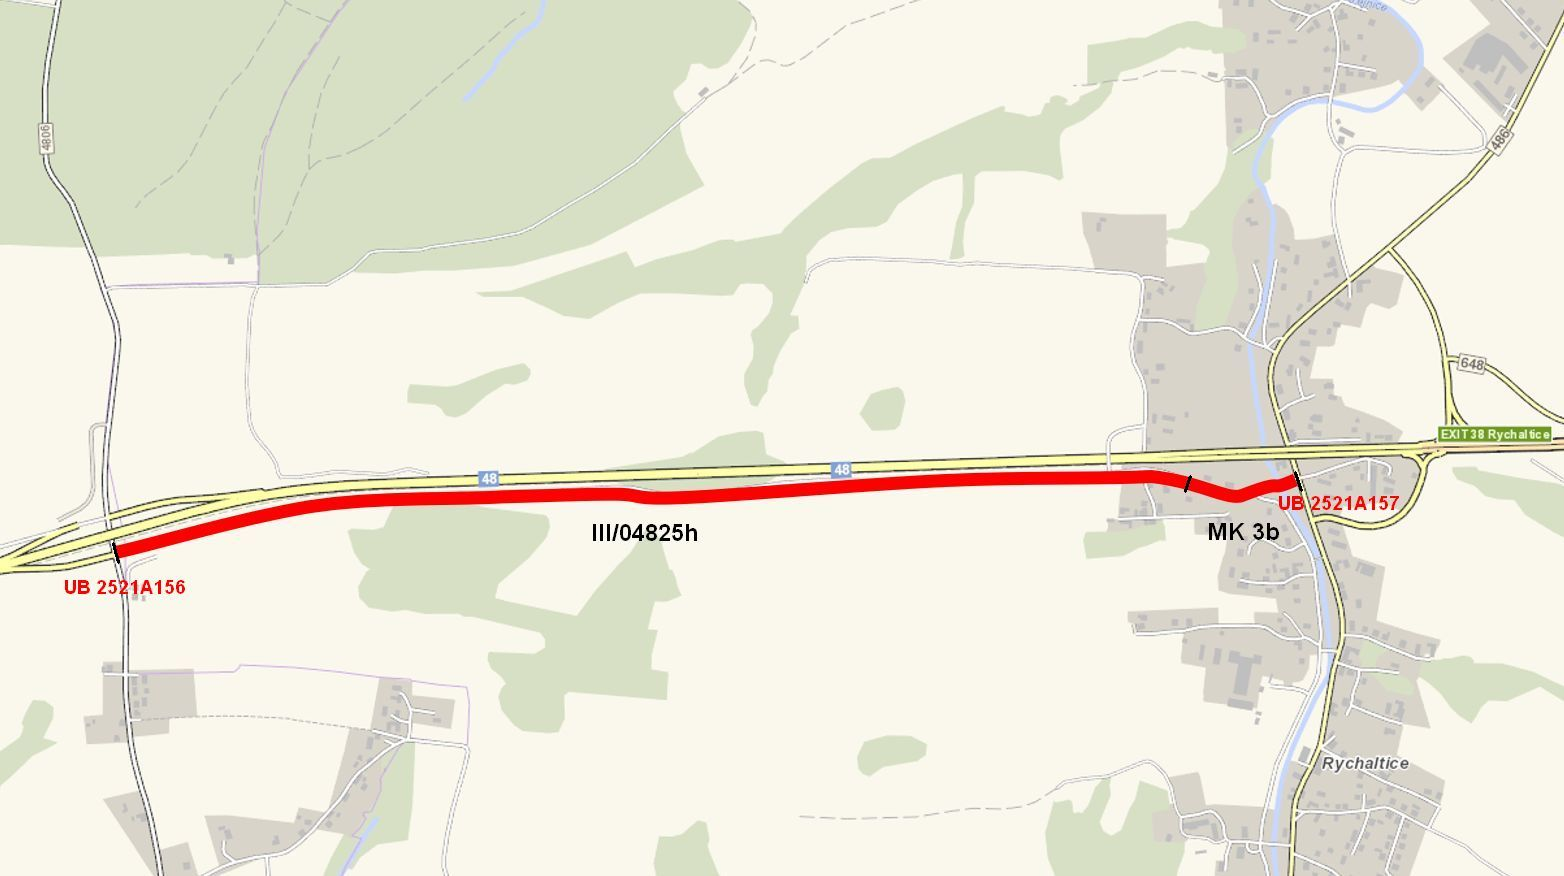 4806
486
648
EXIT 38 Rychaltice
48
48
UB 2521A157
III/04825h
MK 3b
UB 2521A156
Rychaltice